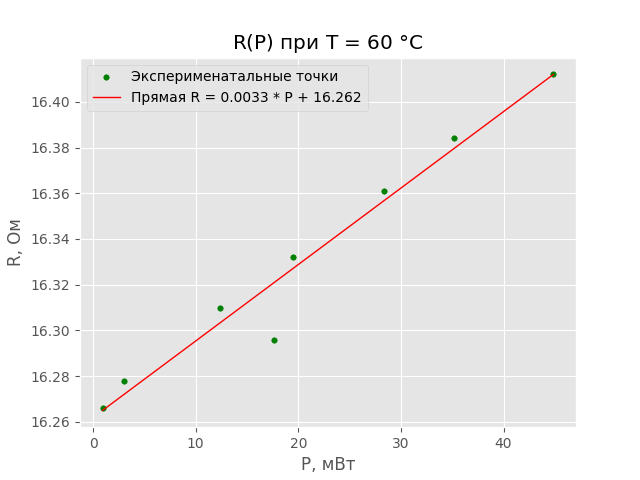 R(P) при T = 60 °C
Эксперименатальные точки
Прямая R = 0.0033 * P + 16.262
16.40
16.38
16.36
16.34
16.32
16.30
16.28
16.26
R, Ом
0
10
20
30
40
P, мВт